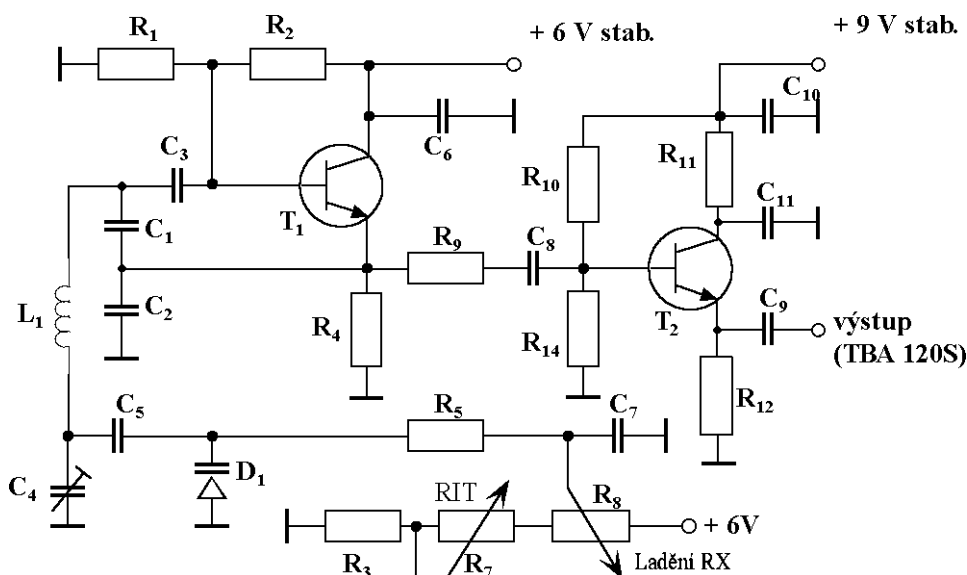 R1
R2
+ 6 V stab.
+ 9 V stab.
C10
C3
C6
R11
R10
T1
C1
C11
R9
C8
L1
C2
R4
T2
C9
výstup
(TBA 120S)
R14
R12
C5
R5
C7
C4
D1
RIT
R8
+ 6V
R3
R7
Ladění RX